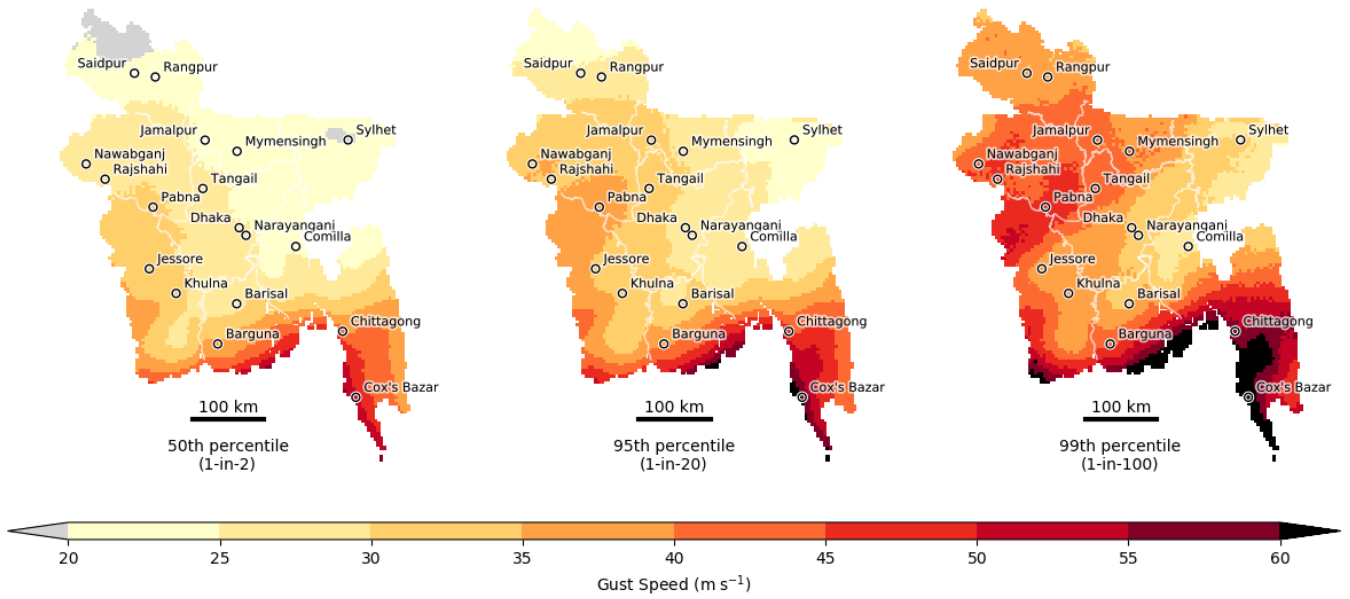 Saidpur
Rangpur
Jamalpur
Mymensingh
Sylhet
Nawabganj
Rajshahi
Tangail
Pabna
Dhaka
Narayangani
Comilla
Jessore
Khulna
Barisal
Barguna
Chittagong
Cox's Bazar
100 km
50th percentile
(1-in-2)
Saidpur
Rangpur
Jamalpur
Mymensingh
Sylhet
Nawabganj
Rajshahi
Tangail
Pabna
Dhaka
Narayangani
Comilla
Jessore
Khulna
Barisal
Barguna
Chittagong
Cox's Bazar
100 km
95th percentile
(1-in-20)
Saidpur
Rangpur
Jamalpur
Mymensingh
Sylhet
Nawabganj
Rajshahi
Tangail
Pabna
Dhaka
Narayangani
Comilla
Jessore
Khulna
Barisal
Barguna
Chittagong
Cox's Bazar
100 km
99th percentile
(1-in-100)
20 25 30 35 40 45 50 55 60
Gust Speed (m s⁻¹)